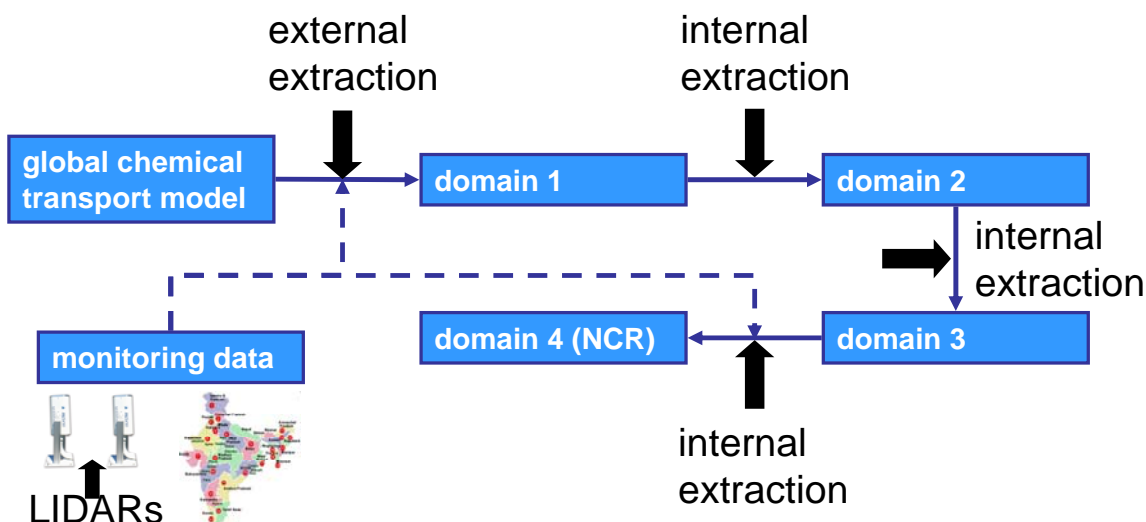 external
extraction
internal
extraction
global chemical
transport model
domain 1
domain 2
internal
extraction
domain 4 (NCR)
domain 3
monitoring data
internal
extraction
LIDARs